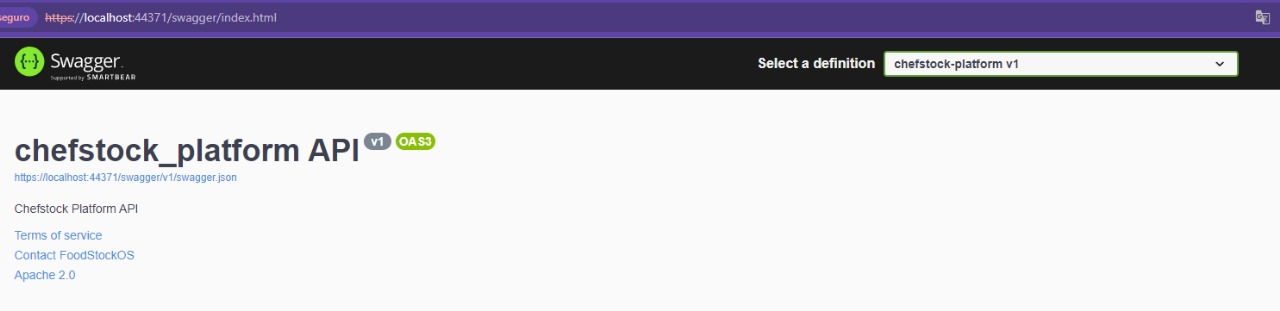 seguro https://localhost:44371/swagger/index.html
{...} Swagger. Select a definition chefstock-platform v1
Supported by SMARTBEAR
chefstock_platform API v1 OAS3
https://localhost:44371/swagger/v1/swagger.json
Chefstock Platform API
Terms of service
Contact FoodStockOS
Apache 2.0